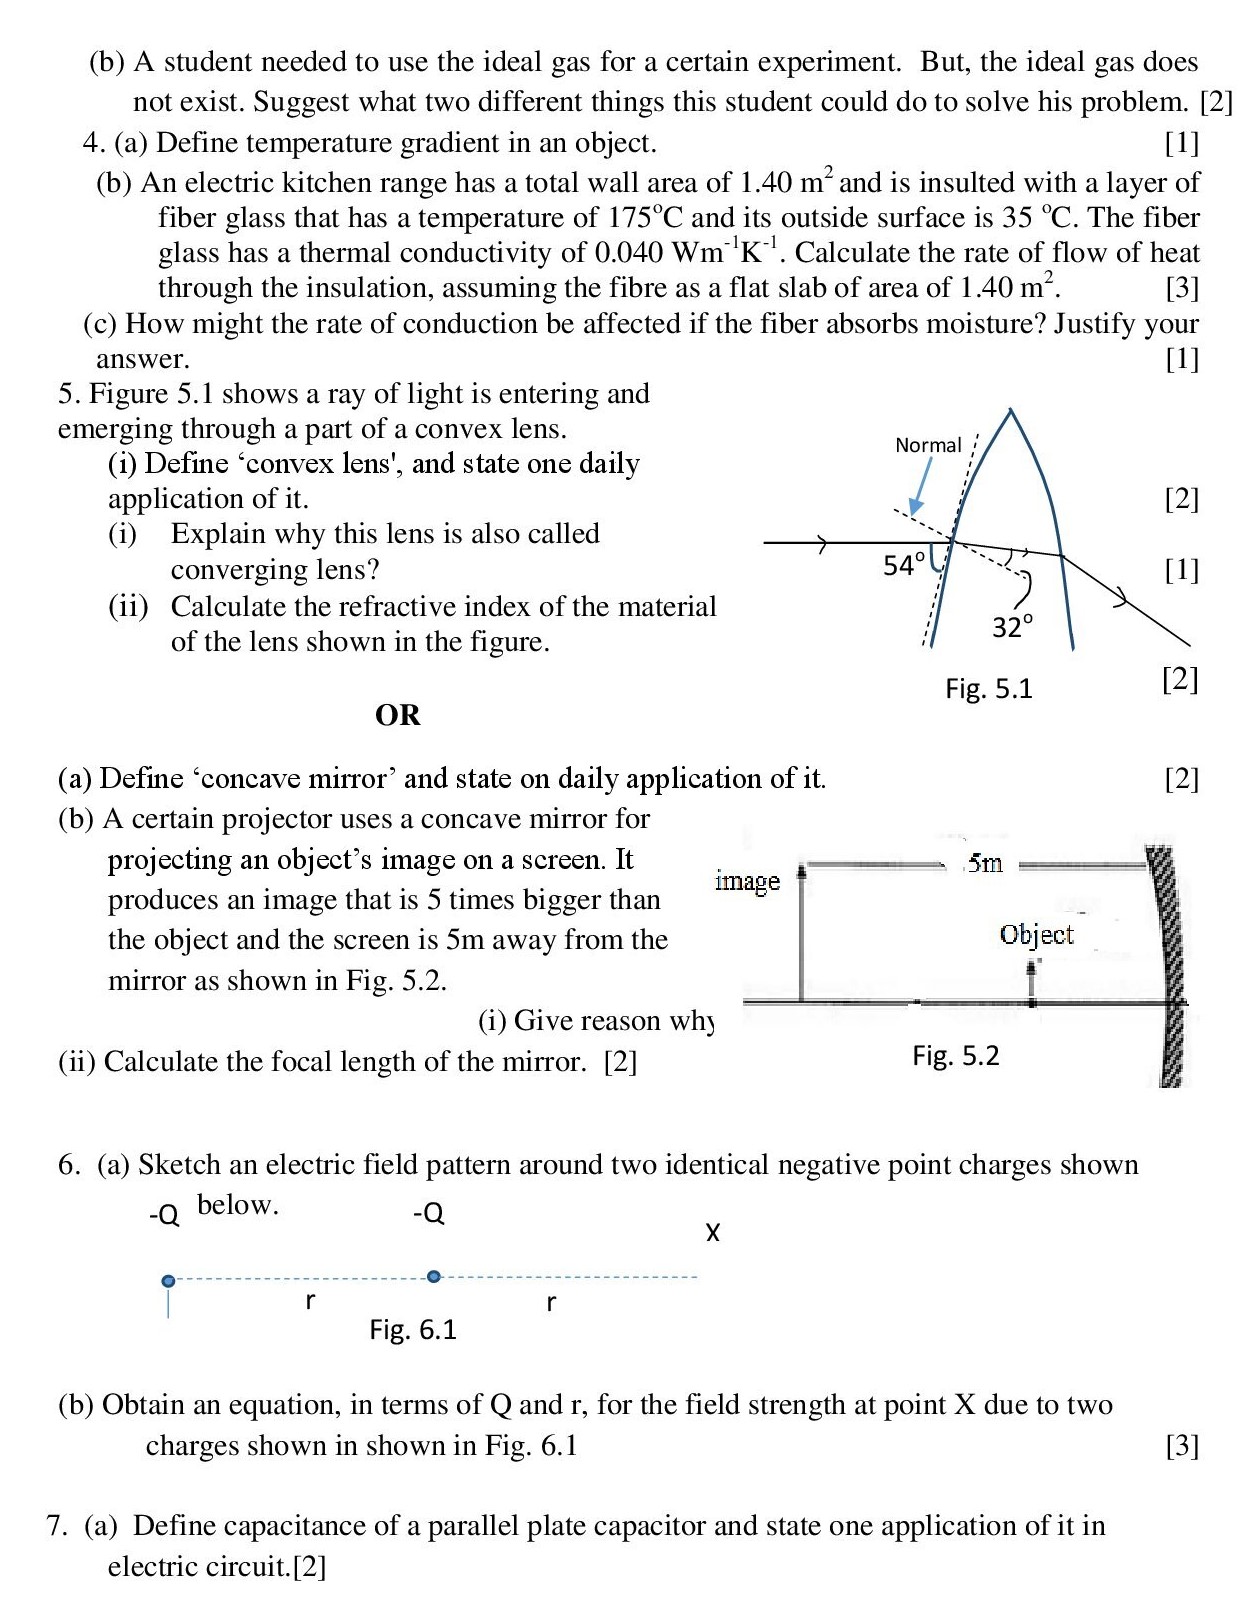 (b) A student needed to use the ideal gas for a certain experiment.  But, the ideal gas does
not exist. Suggest what two different things this student could do to solve his problem. [2]
4. (a) Define temperature gradient in an object. [1]
(b) An electric kitchen range has a total wall area of 1.40 m² and is insulted with a layer of
fiber glass that has a temperature of 175⁰C and its outside surface is 35 ⁰C. The fiber
glass has a thermal conductivity of 0.040 Wm⁻¹K⁻¹. Calculate the rate of flow of heat
through the insulation, assuming the fibre as a flat slab of area of 1.40 m². [3]
(c) How might the rate of conduction be affected if the fiber absorbs moisture? Justify your
answer. [1]
5. Figure 5.1 shows a ray of light is entering and
emerging through a part of a convex lens.
(i) Define ‘convex lens', and state one daily
application of it. [2]
(i) Explain why this lens is also called
converging lens? [1]
(ii) Calculate the refractive index of the material
of the lens shown in the figure. [2]
Normal
54⁰
32⁰
Fig. 5.1
OR
(a) Define ‘concave mirror’ and state on daily application of it. [2]
(b) A certain projector uses a concave mirror for
projecting an object’s image on a screen. It
produces an image that is 5 times bigger than
the object and the screen is 5m away from the
mirror as shown in Fig. 5.2.
(i) Give reason why
(ii) Calculate the focal length of the mirror.  [2]
5m
image
Object
Fig. 5.2
6. (a) Sketch an electric field pattern around two identical negative point charges shown
below.
-Q
-Q
X
r
r
Fig. 6.1
(b) Obtain an equation, in terms of Q and r, for the field strength at point X due to two
charges shown in shown in Fig. 6.1 [3]
7. (a) Define capacitance of a parallel plate capacitor and state one application of it in
electric circuit.[2]